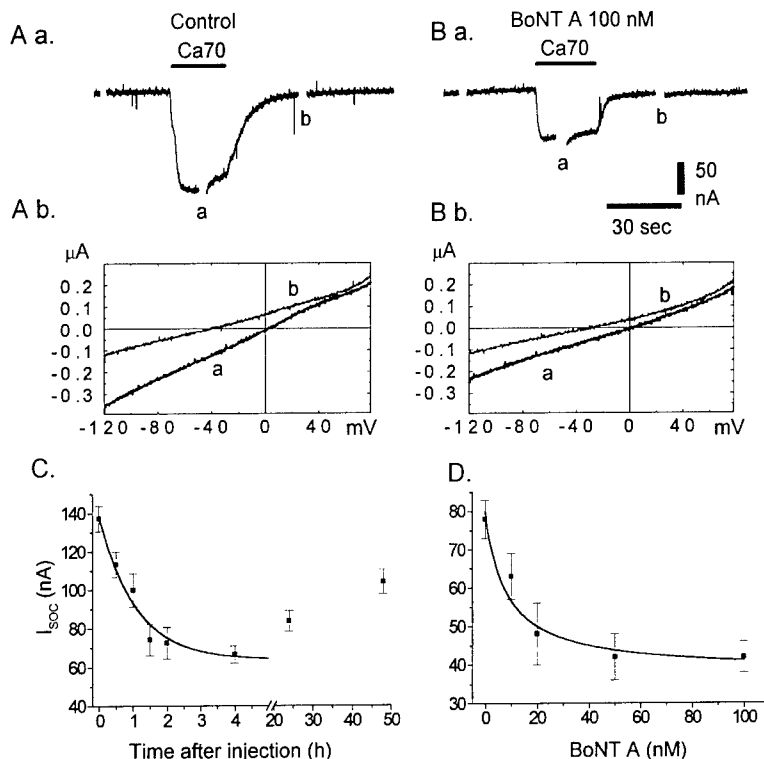 A a.
Control
Ca70
b
a
B a.
BoNT A 100 nM
Ca70
b
a
50
nA
30 sec
A b.
µA
0.2
0.1
0.0
-0.1
-0.2
-0.3
b
a
-120 -80 -40 0 40 mV
B b.
µA
0.2
0.1
0.0
-0.1
-0.2
-0.3
b
a
-120 -80 -40 0 40 mV
C.
I SOC (nA)
140
120
100
80
60
40
0 1 2 3 4 20 30 40 50
Time after injection (h)
D.
80
70
60
50
40
30
0 20 40 60 80 100
BoNT A (nM)